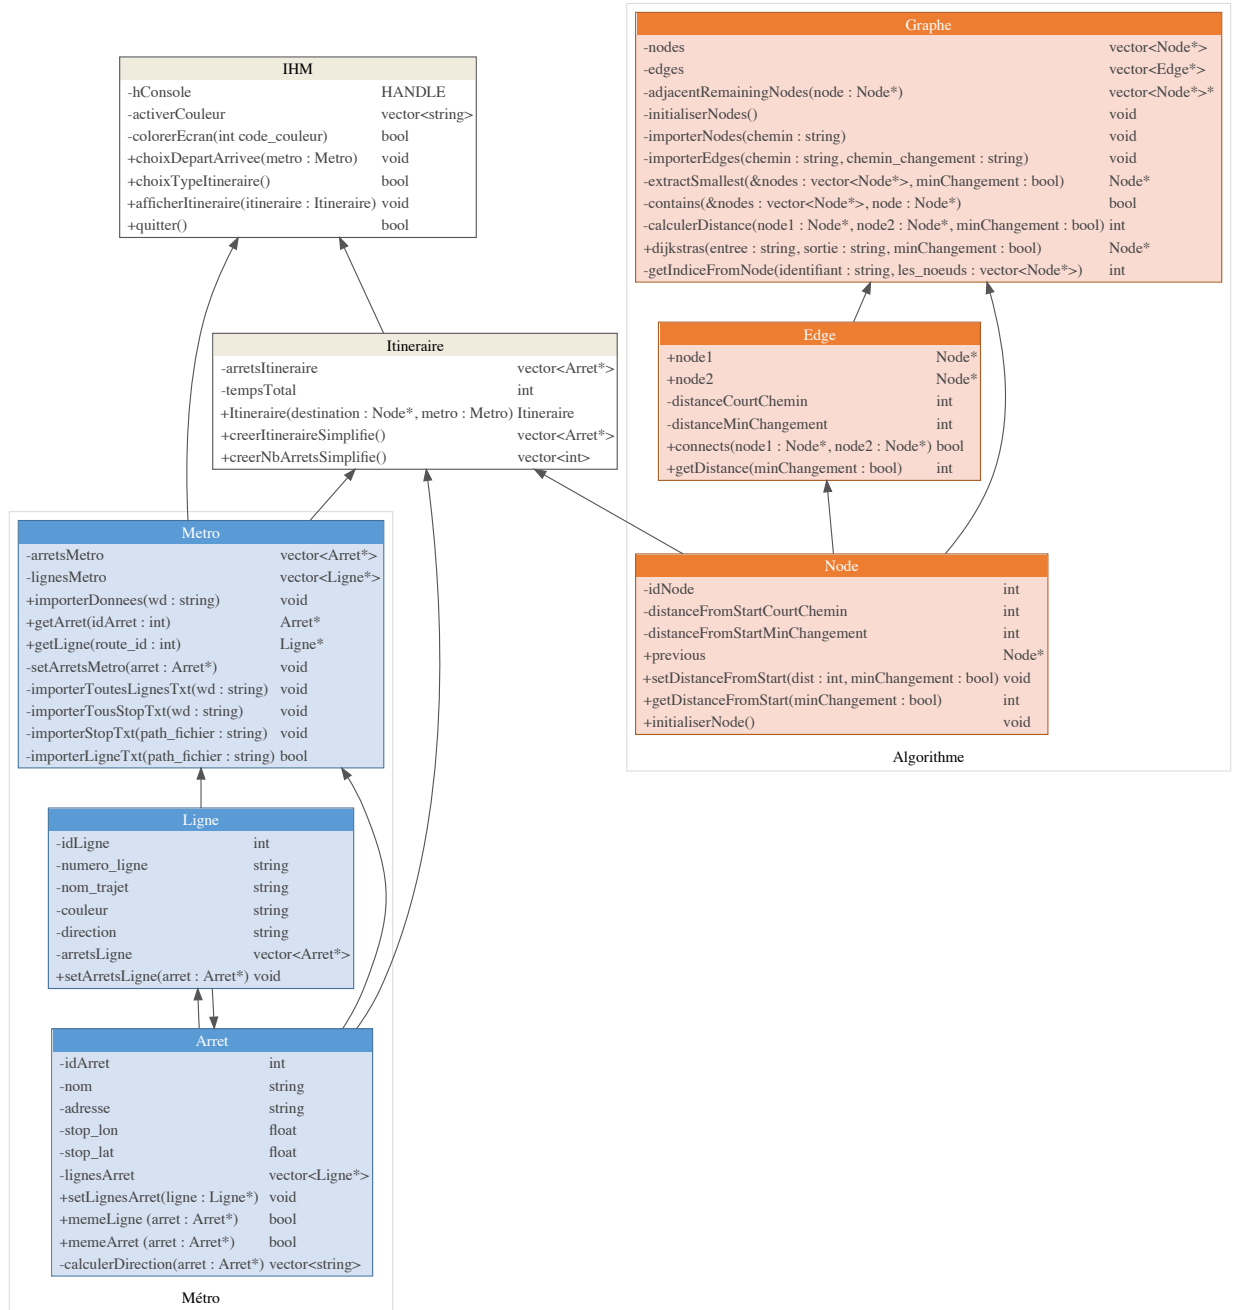 IHM
-hConsole HANDLE
-activerCouleur vector<string>
-colorerEcran(int code_couleur) bool
+choixDepartArrivee(metro : Metro) void
+choixTypeItineraire() bool
+afficherItineraire(itineraire : Itineraire) void
+quitter() bool
Itineraire
-arretsItineraire vector<Arret*>
-tempsTotal int
+Itineraire(destination : Node*, metro : Metro) Itineraire
+creerItineraireSimplifie() vector<Arret*>
+creerNbArretsSimplifie() vector<int>
Metro
-arretsMetro vector<Arret*>
-lignesMetro vector<Ligne*>
+importerDonnees(wd : string) void
+getArret(idArret : int) Arret*
+getLigne(route_id : int) Ligne*
-setArretsMetro(arret : Arret*) void
-importerToutesLignesTxt(wd : string) void
-importerTousStopTxt(wd : string) void
-importerStopTxt(path_fichier : string) void
-importerLigneTxt(path_fichier : string) bool
Ligne
-idLigne int
-numero_ligne string
-nom_trajet string
-couleur string
-direction string
-arretsLigne vector<Arret*>
+setArretsLigne(arret : Arret*) void
Arret
-idArret int
-nom string
-adresse string
-stop_lon float
-stop_lat float
-lignesArret vector<Ligne*>
+setLignesArret(ligne : Ligne*) void
+memeLigne (arret : Arret*) bool
+memeArret (arret : Arret*) bool
-calculerDirection(arret : Arret*) vector<string>
Métro
Graphe
-nodes vector<Node*>
-edges vector<Edge*>
-adjacentRemainingNodes(node : Node*) vector<Node*>*
-initialiserNodes() void
-importerNodes(chemin : string) void
-importerEdges(chemin : string, chemin_changement : string) void
-extractSmallest(&nodes : vector<Node*>, minChangement : bool) Node*
-contains(&nodes : vector<Node*>, node : Node*) bool
-calculerDistance(node1 : Node*, node2 : Node*, minChangement : bool) int
+dijkstras(entree : string, sortie : string, minChangement : bool) Node*
-getIndiceFromNode(identifiant : string, les_noeuds : vector<Node*>) int
Edge
+node1 Node*
+node2 Node*
-distanceCourtChemin int
-distanceMinChangement int
+connects(node1 : Node*, node2 : Node*) bool
+getDistance(minChangement : bool) int
Node
-idNode int
-distanceFromStartCourtChemin int
-distanceFromStartMinChangement int
+previous Node*
+setDistanceFromStart(dist : int, minChangement : bool) void
+getDistanceFromStart(minChangement : bool) int
+initialiserNode() void
Algorithme